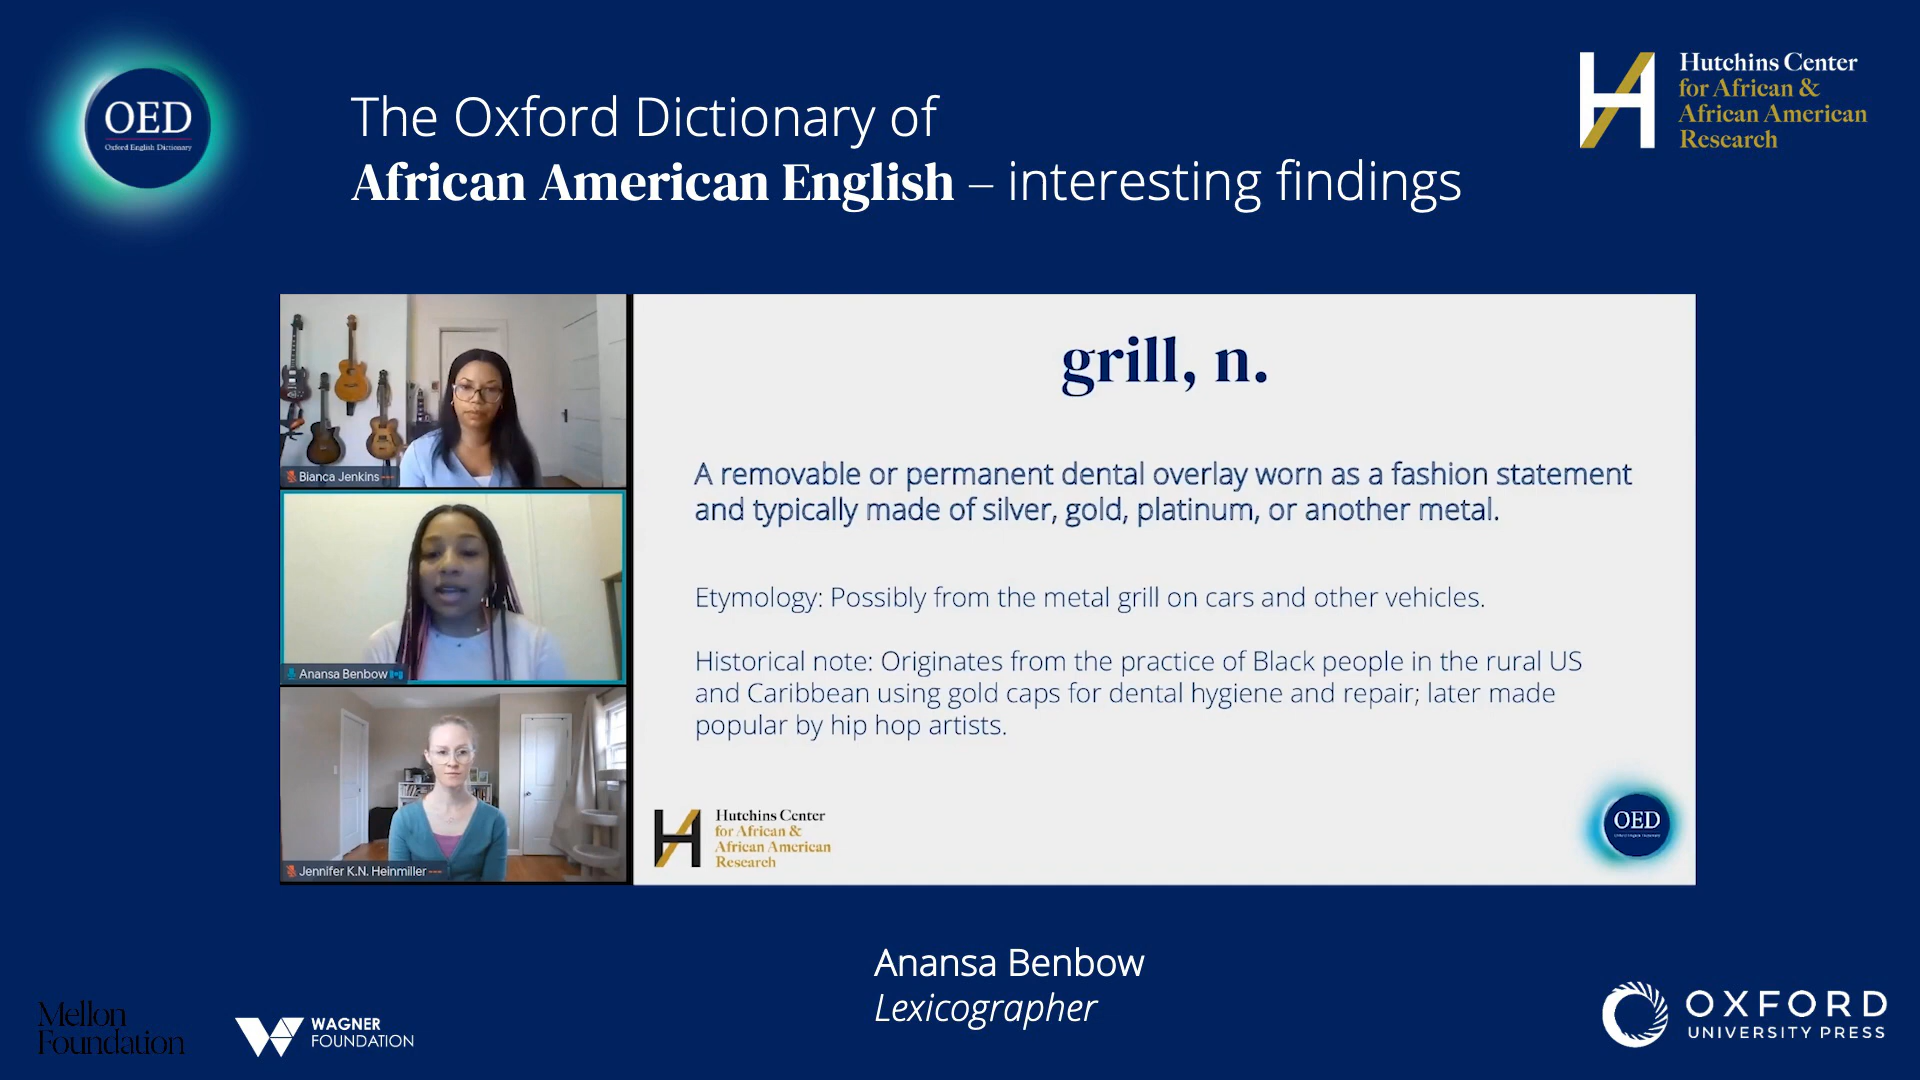 OED
Oxford English Dictionary
The Oxford Dictionary of
African American English – interesting findings
Hutchins Center
for African &
African American
Research
Bianca Jenkins
Anansa Benbow
Jennifer K.N. Heinmiller
grill, n.
A removable or permanent dental overlay worn as a fashion statement
and typically made of silver, gold, platinum, or another metal.
Etymology: Possibly from the metal grill on cars and other vehicles.
Historical note: Originates from the practice of Black people in the rural US
and Caribbean using gold caps for dental hygiene and repair; later made
popular by hip hop artists.
Hutchins Center
for African &
African American
Research
OED
Anansa Benbow
Lexicographer
Mellon
Foundation
WAGNER
FOUNDATION
OXFORD
UNIVERSITY PRESS